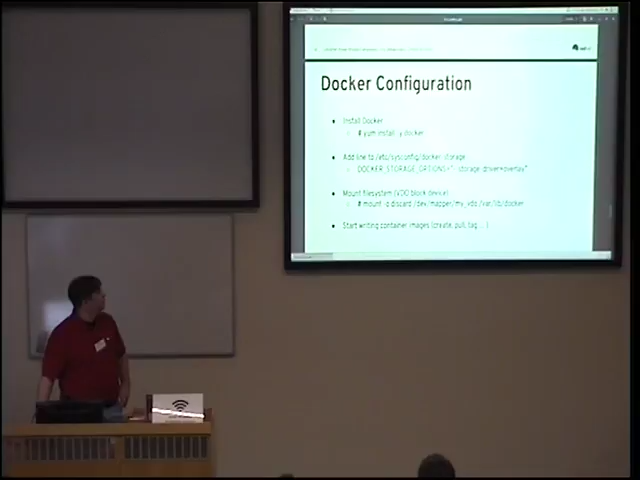 Docker Configuration
Install Docker
# yum install -y docker
Add line to /etc/sysconfig/docker-storage
DOCKER_STORAGE_OPTIONS="--storage-driver=overlay"
Mount filesystem (VDO block device)
# mount -o discard /dev/mapper/my_vdo /var/lib/docker
Start writing container images (create, pull, tag ... )